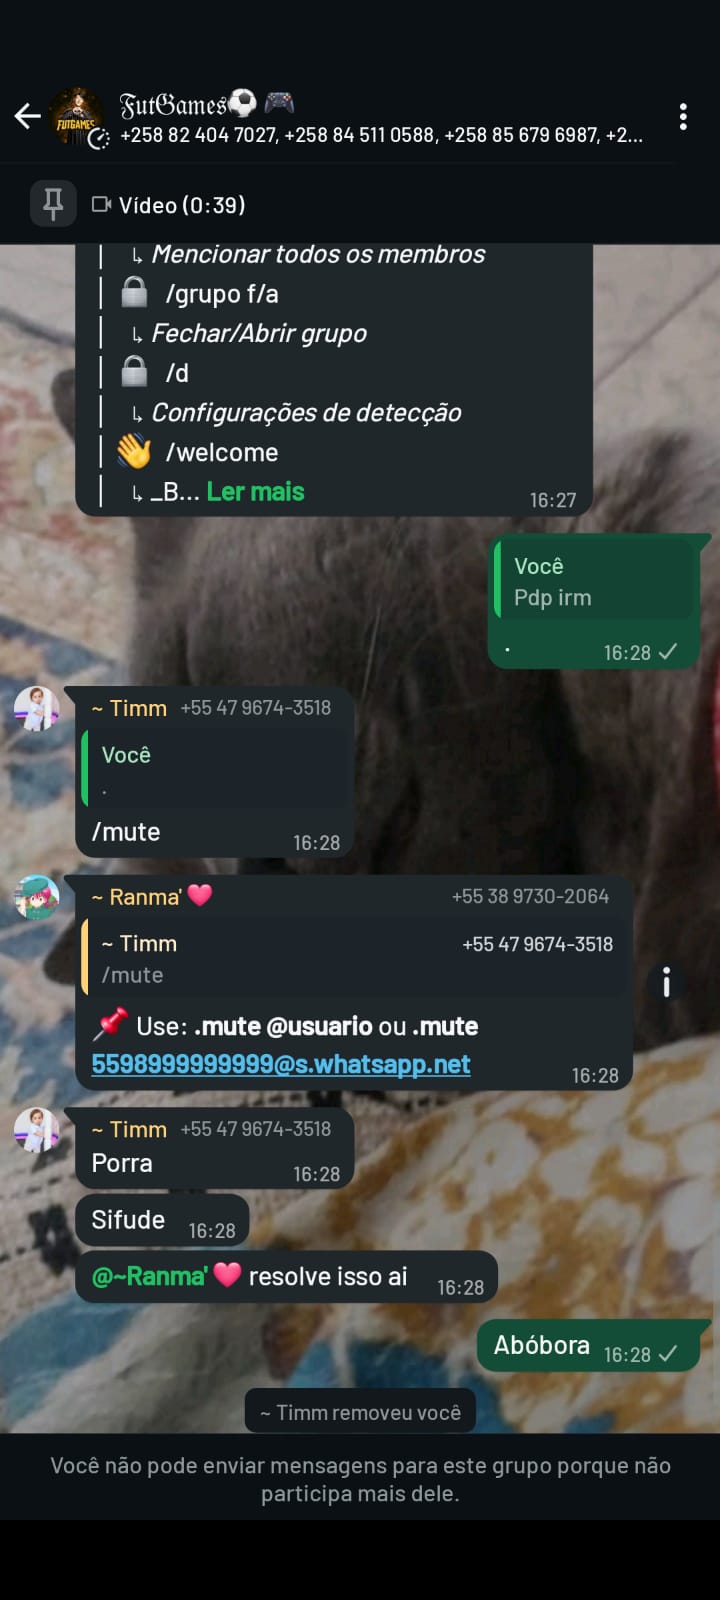 𝔉𝔲𝔱𝔊𝔞𝔪𝔢𝔰⚽ 🎮
+258 82 404 7027, +258 84 511 0588, +258 85 679 6987, +2...
FUTGAMES
Vídeo (0:39)
| ↳ Mencionar todos os membros
| 🔒 /grupo f/a
| ↳ Fechar/Abrir grupo
| 🔒 /d
| ↳ Configurações de detecção
| 👋 /welcome
| ↳ _B... Ler mais
16:27
Você
Pdp irm
. 16:28
~ Timm +55 47 9674-3518
Você
.
/mute 16:28
~ Ranma'🩷 +55 38 9730-2064
~ Timm +55 47 9674-3518
/mute
📌 Use: .mute @usuario ou .mute
5598999999999@s.whatsapp.net
16:28
~ Timm +55 47 9674-3518
Porra 16:28
Sifude 16:28
@~Ranma'🩷 resolve isso ai 16:28
Abóbora 16:28
~ Timm removeu você
Você não pode enviar mensagens para este grupo porque não
participa mais dele.